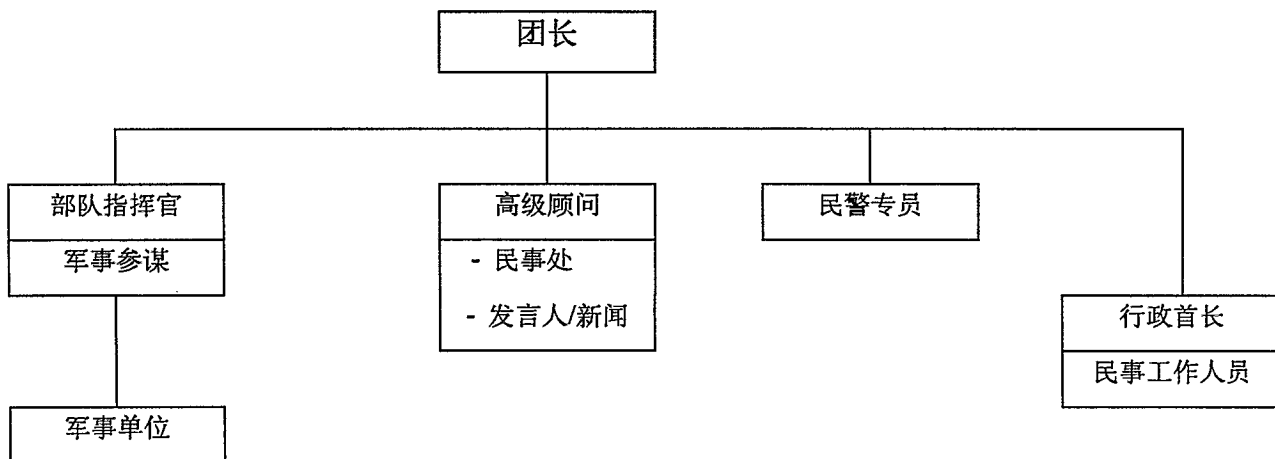 团长
部队指挥官
军事参谋
军事单位
高级顾问
- 民事处
- 发言人/新闻
民警专员
行政首长
民事工作人员